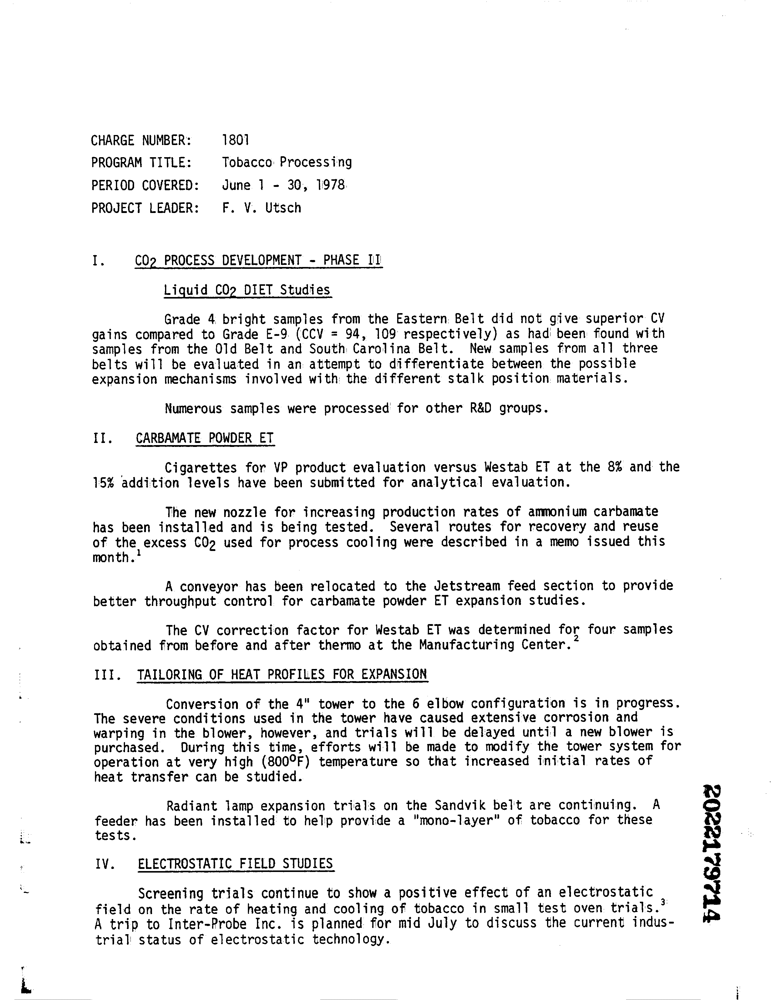 CHARGE NUMBER: 1801
PROGRAM TITLE: Tobacco Processing
PERIOD COVERED: June 1 - 30, 1978
PROJECT LEADER: F. V. Utsch
I. CO2 PROCESS DEVELOPMENT - PHASE II
Liquid CO2 DIET Studies
Grade 4 bright samples from the Eastern Belt did not give superior CV
gains compared to Grade E-9 (CCV = 94, 109 respectively) as had been found with
samples from the Old Belt and South Carolina Belt. New samples from all three
belts will be evaluated in an attempt to differentiate between the possible
expansion mechanisms involved with the different stalk position materials.
Numerous samples were processed for other R&D groups.
II. CARBAMATE POWDER ET
Cigarettes for VP product evaluation versus Westab ET at the 8% and the
15% addition levels have been submitted for analytical evaluation.
The new nozzle for increasing production rates of ammonium carbamate
has been installed and is being tested. Several routes for recovery and reuse
of the excess CO2 used for process cooling were described in a memo issued this
month.1
A conveyor has been relocated to the Jetstream feed section to provide
better throughput control for carbamate powder ET expansion studies.
The CV correction factor for Westab ET was determined for four samples
obtained from before and after thermo at the Manufacturing Center.2
III. TAILORING OF HEAT PROFILES FOR EXPANSION
Conversion of the 4" tower to the 6 elbow configuration is in progress.
The severe conditions used in the tower have caused extensive corrosion and
warping in the blower, however, and trials will be delayed until a new blower is
purchased. During this time, efforts will be made to modify the tower system for
operation at very high (800°F) temperature so that increased initial rates of
heat transfer can be studied.
Radiant lamp expansion trials on the Sandvik belt are continuing. A
feeder has been installed to help provide a "mono-layer" of tobacco for these
tests.
IV. ELECTROSTATIC FIELD STUDIES
Screening trials continue to show a positive effect of an electrostatic
field on the rate of heating and cooling of tobacco in small test oven trials.3
A trip to Inter-Probe Inc. is planned for mid July to discuss the current indus-
trial status of electrostatic technology.
2022179714